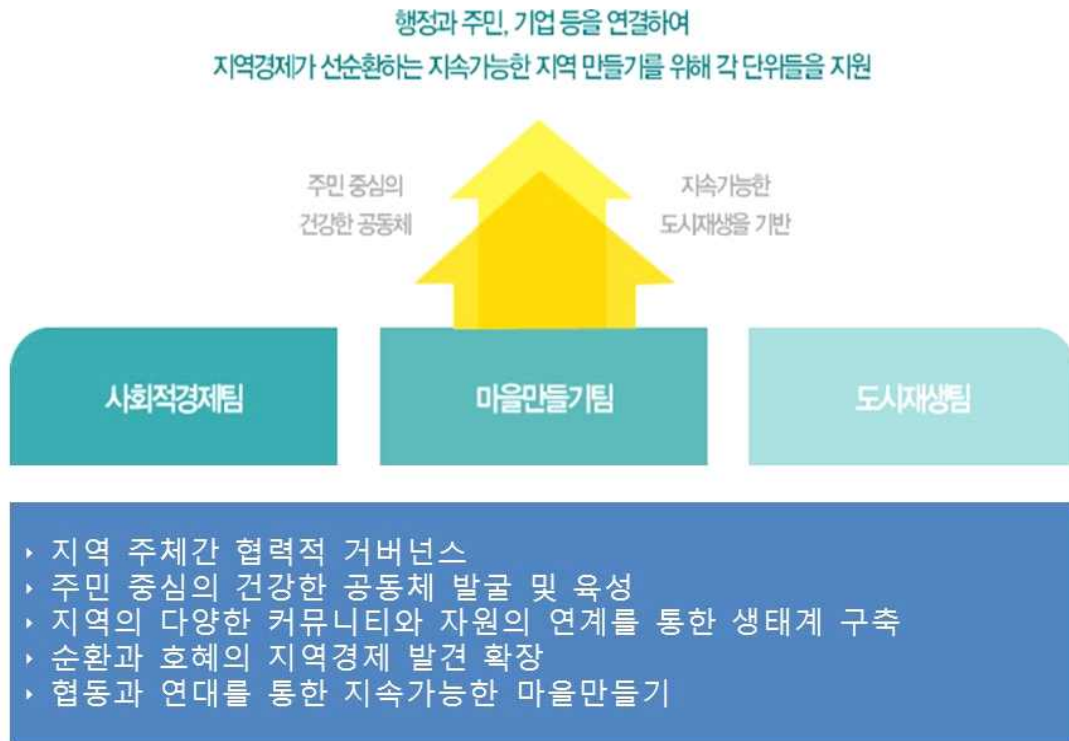 행정과 주민, 기업 등을 연결하여
지역경제가 선순환하는 지속가능한 지역 만들기를 위해 각 단위들을 지원
주민 중심의
건강한 공동체
지속가능한
도시재생을 기반
사회적경제팀
마을만들기팀
도시재생팀
‣ 지역 주체간 협력적 거버넌스
‣ 주민 중심의 건강한 공동체 발굴 및 육성
‣ 지역의 다양한 커뮤니티와 자원의 연계를 통한 생태계 구축
‣ 순환과 호혜의 지역경제 발견 확장
‣ 협동과 연대를 통한 지속가능한 마을만들기